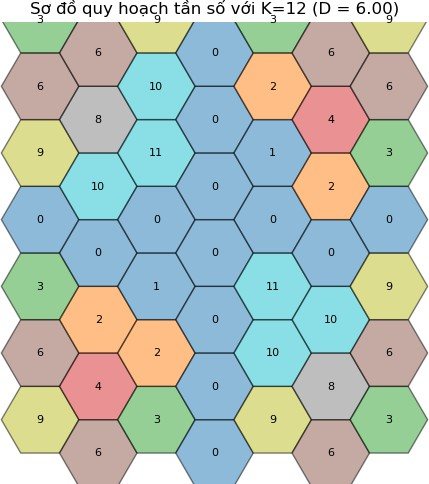 Sơ đồ quy hoạch tần số với K=12 (D = 6.00)
3 9 3 9
6 0 6
6 10 2 6
8 0 4
9 11 1 3
10 0 2
0 0 0 0
0 0 0
3 1 11 9
2 0 10
6 2 10 6
4 0 8
9 3 9 3
6 0 6